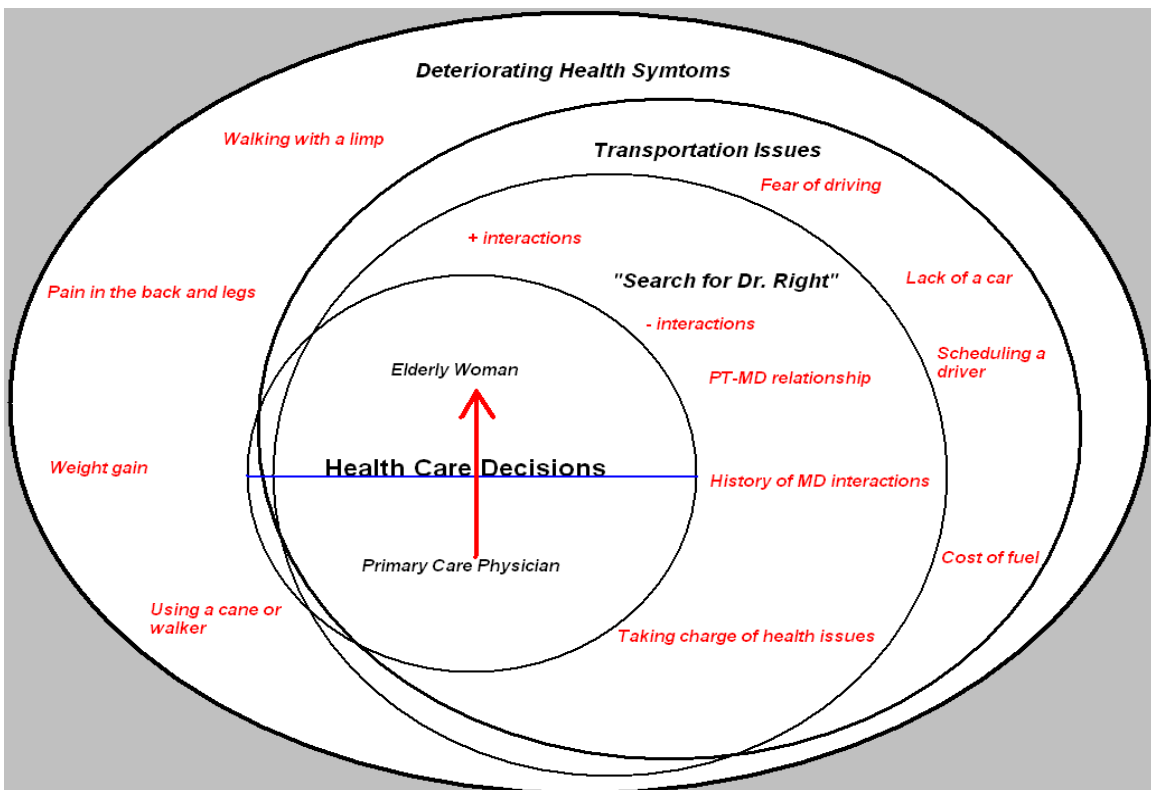 Deteriorating Health Symtoms
Walking with a limp
Transportation Issues
Fear of driving
+ interactions
"Search for Dr. Right"
Lack of a car
Pain in the back and legs
- interactions
Scheduling a
driver
Elderly Woman
PT-MD relationship
Weight gain
Health Care Decisions
History of MD interactions
Cost of fuel
Primary Care Physician
Using a cane or
walker
Taking charge of health issues